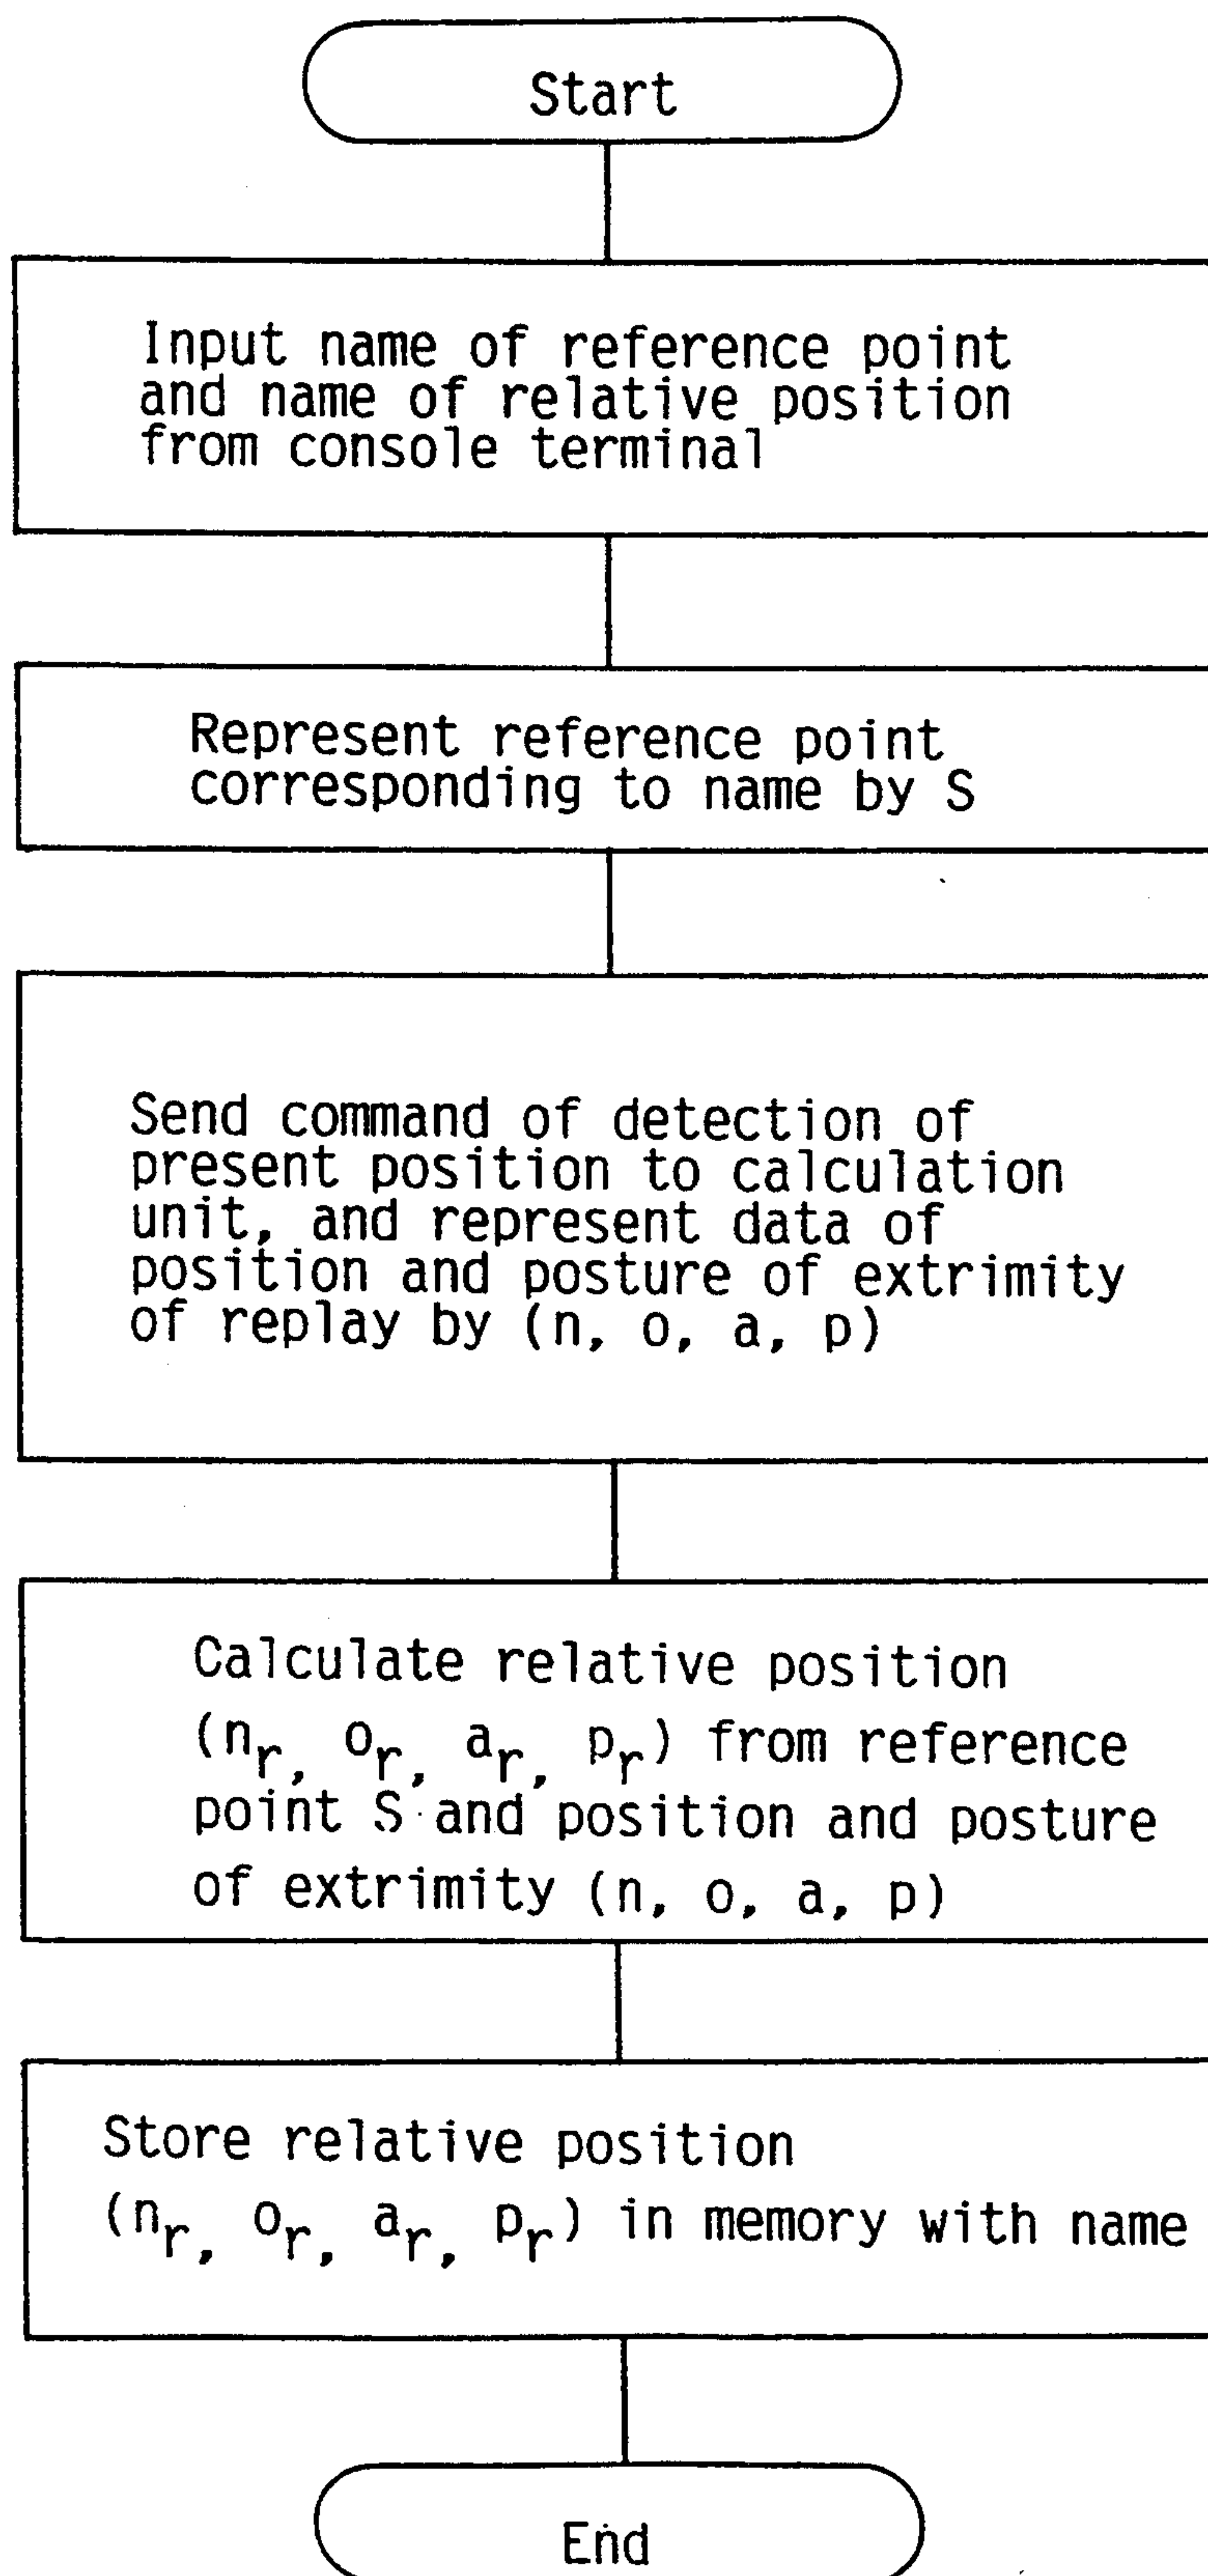 Start
Input name of reference point
and name of relative position
from console terminal
Represent reference point
corresponding to name by S
Send command of detection of
present position to calculation
unit, and represent data of
position and posture of extrimity
of replay by (n, o, a, p)
Calculate relative position
(nr, or, ar, pr) from reference
point S and position and posture
of extrimity (n, o, a, p)
Store relative position
(nr, or, ar, pr) in memory with name
End